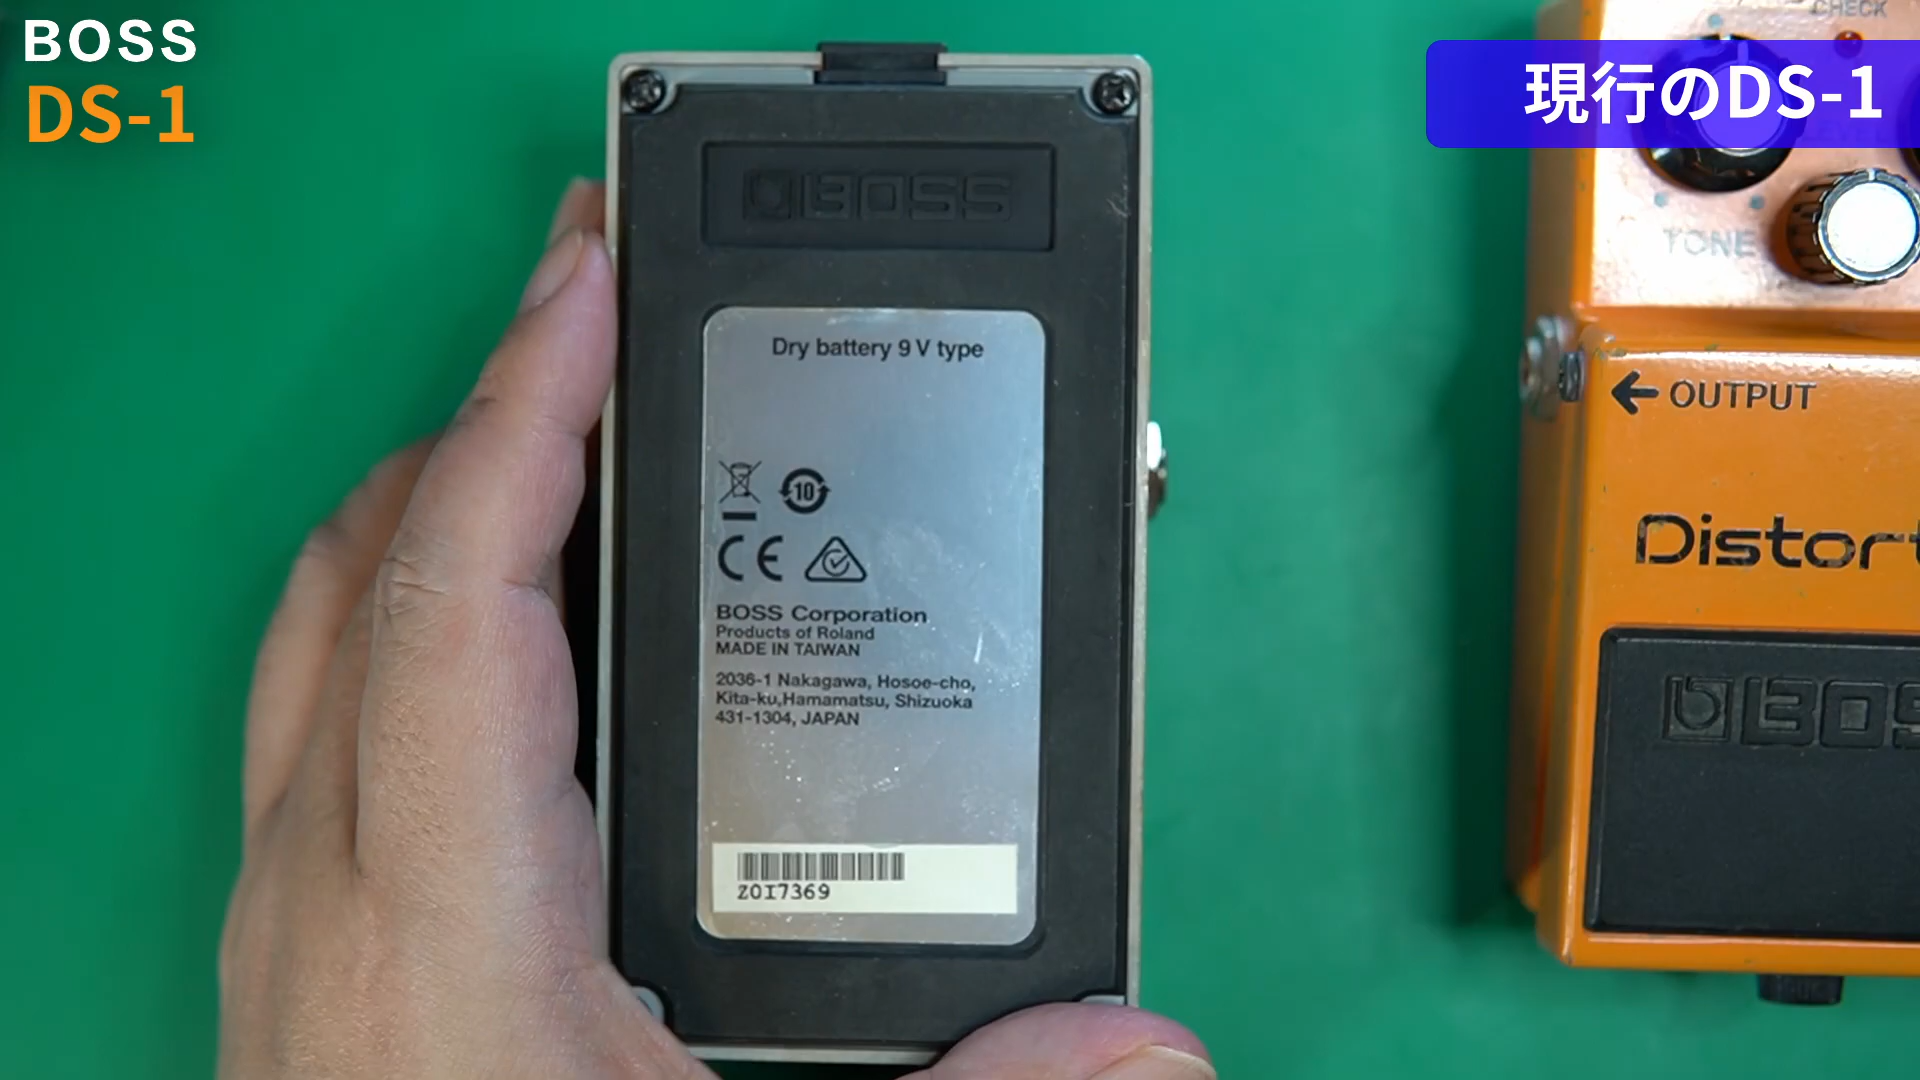 BOSS
DS-1
現行のDS-1
BOSS
Dry battery 9 V type
10
CE
BOSS Corporation
Products of Roland
MADE IN TAIWAN
2036-1 Nakagawa, Hosoe-cho,
Kita-ku,Hamamatsu, Shizuoka
431-1304, JAPAN
Z0I7369
CHECK
TONE
OUTPUT
Distort
BOS